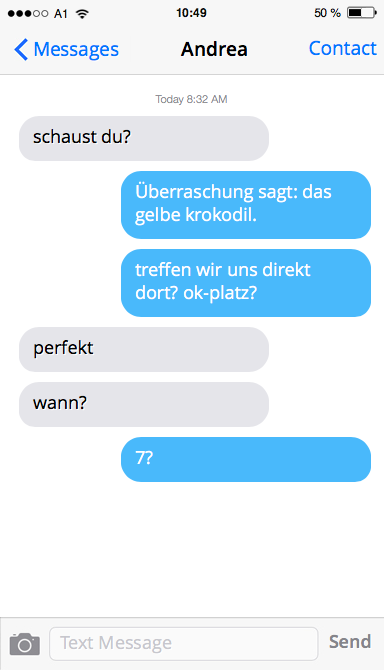 A1 10:49 50 %
Messages Andrea Contact
Today 8:32 AM
schaust du?
Überraschung sagt: das
gelbe krokodil.
treffen wir uns direkt
dort? ok-platz?
perfekt
wann?
7?
Text Message Send